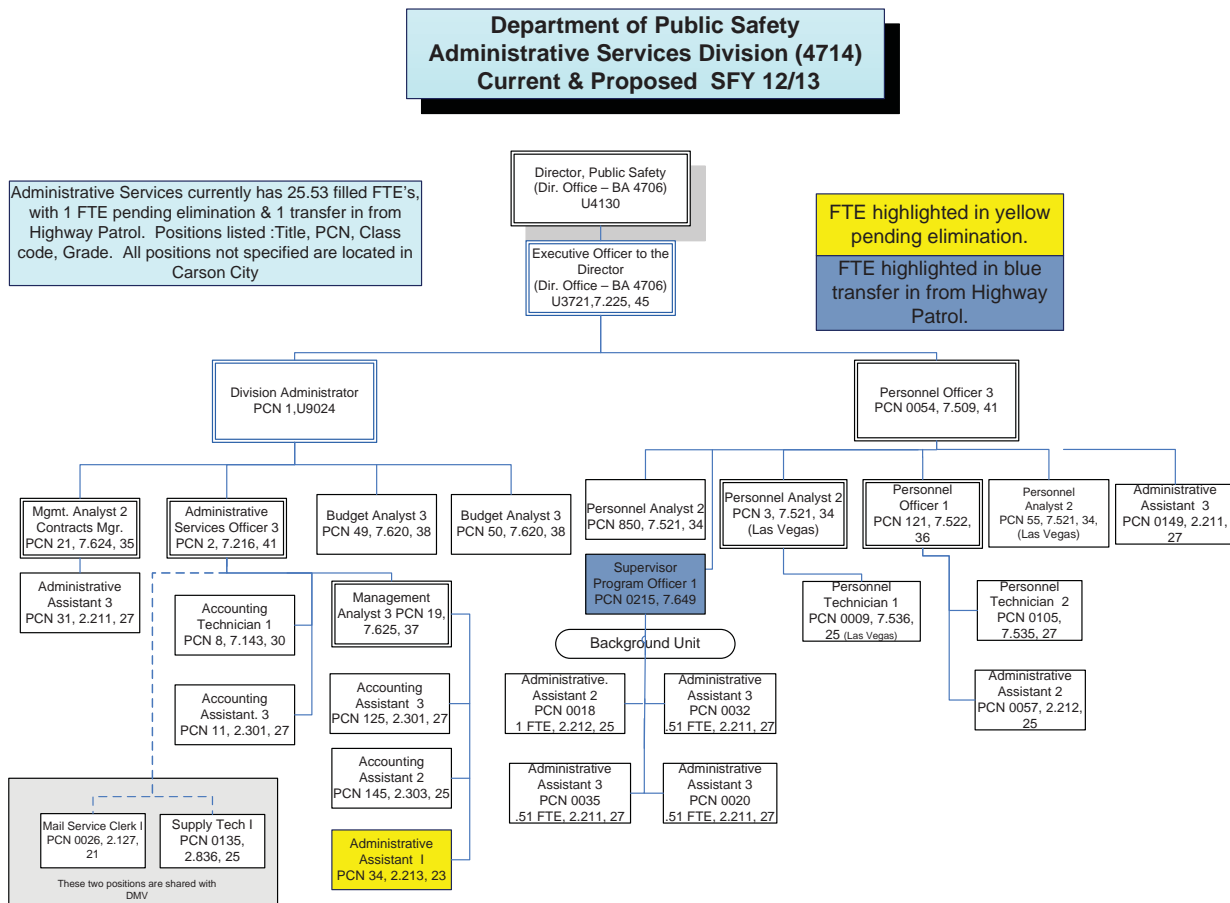 Department of Public Safety
Administrative Services Division (4714)
Current & Proposed  SFY 12/13
Administrative Services currently has 25.53 filled FTE's,
with 1 FTE pending elimination & 1 transfer in from
Highway Patrol.  Positions listed :Title, PCN, Class
code, Grade.  All positions not specified are located in
Carson City
Director, Public Safety
(Dir. Office – BA 4706)
U4130
FTE highlighted in yellow
pending elimination.
FTE highlighted in blue
transfer in from Highway
Patrol.
Executive Officer to the
Director
(Dir. Office – BA 4706)
U3721,7.225, 45
Division Administrator
PCN 1,U9024
Personnel Officer 3
PCN 0054, 7.509, 41
Mgmt. Analyst 2
Contracts Mgr.
PCN 21, 7.624, 35
Administrative
Services Officer 3
PCN 2, 7.216, 41
Budget Analyst 3
PCN 49, 7.620, 38
Budget Analyst 3
PCN 50, 7.620, 38
Personnel Analyst 2
PCN 850, 7.521, 34
Personnel Analyst 2
PCN 3, 7.521, 34
(Las Vegas)
Personnel
Officer 1
PCN 121, 7.522,
36
Personnel
Analyst 2
PCN 55, 7.521, 34,
(Las Vegas)
Administrative
Assistant 3
PCN 0149, 2.211,
27
Administrative
Assistant 3
PCN 31, 2.211, 27
Accounting
Technician 1
PCN 8, 7.143, 30
Management
Analyst 3 PCN 19,
7.625, 37
Supervisor
Program Officer 1
PCN 0215, 7.649
Personnel
Technician 1
PCN 0009, 7.536,
25 (Las Vegas)
Personnel
Technician  2
PCN 0105,
7.535, 27
Background Unit
Accounting
Assistant. 3
PCN 11, 2.301, 27
Accounting
Assistant  3
PCN 125, 2.301, 27
Administrative.
Assistant 2
PCN 0018
1 FTE, 2.212, 25
Administrative
Assistant 3
PCN 0032
.51 FTE, 2.211, 27
Administrative
Assistant 2
PCN 0057, 2.212,
25
Accounting
Assistant 2
PCN 145, 2.303, 25
Administrative
Assistant 3
PCN 0035
.51 FTE, 2.211, 27
Administrative
Assistant 3
PCN 0020
.51 FTE, 2.211, 27
Mail Service Clerk I
PCN 0026, 2.127,
21
Supply Tech I
PCN 0135,
2.836, 25
Administrative
Assistant  I
PCN 34, 2.213, 23
These two positions are shared with
DMV